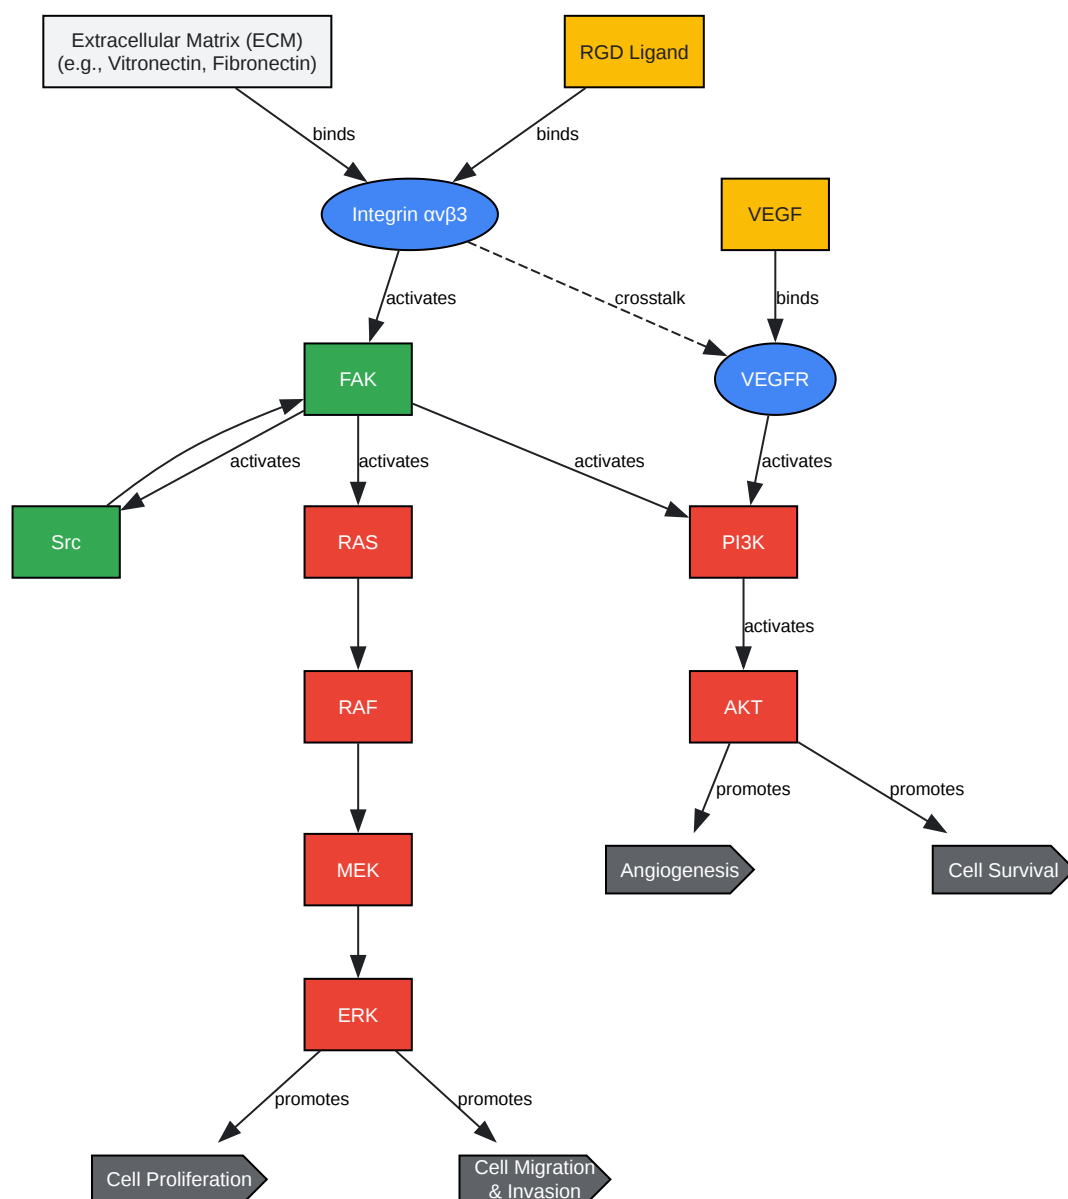 Extracellular Matrix (ECM)
(e.g., Vitronectin, Fibronectin)
RGD Ligand
binds
binds
Integrin αvβ3
VEGF
activates
crosstalk
binds
FAK
VEGFR
activates
activates
activates
activates
Src
RAS
PI3K
activates
RAF
AKT
promotes
promotes
MEK
Angiogenesis
Cell Survival
ERK
promotes
promotes
Cell Proliferation
Cell Migration
& Invasion